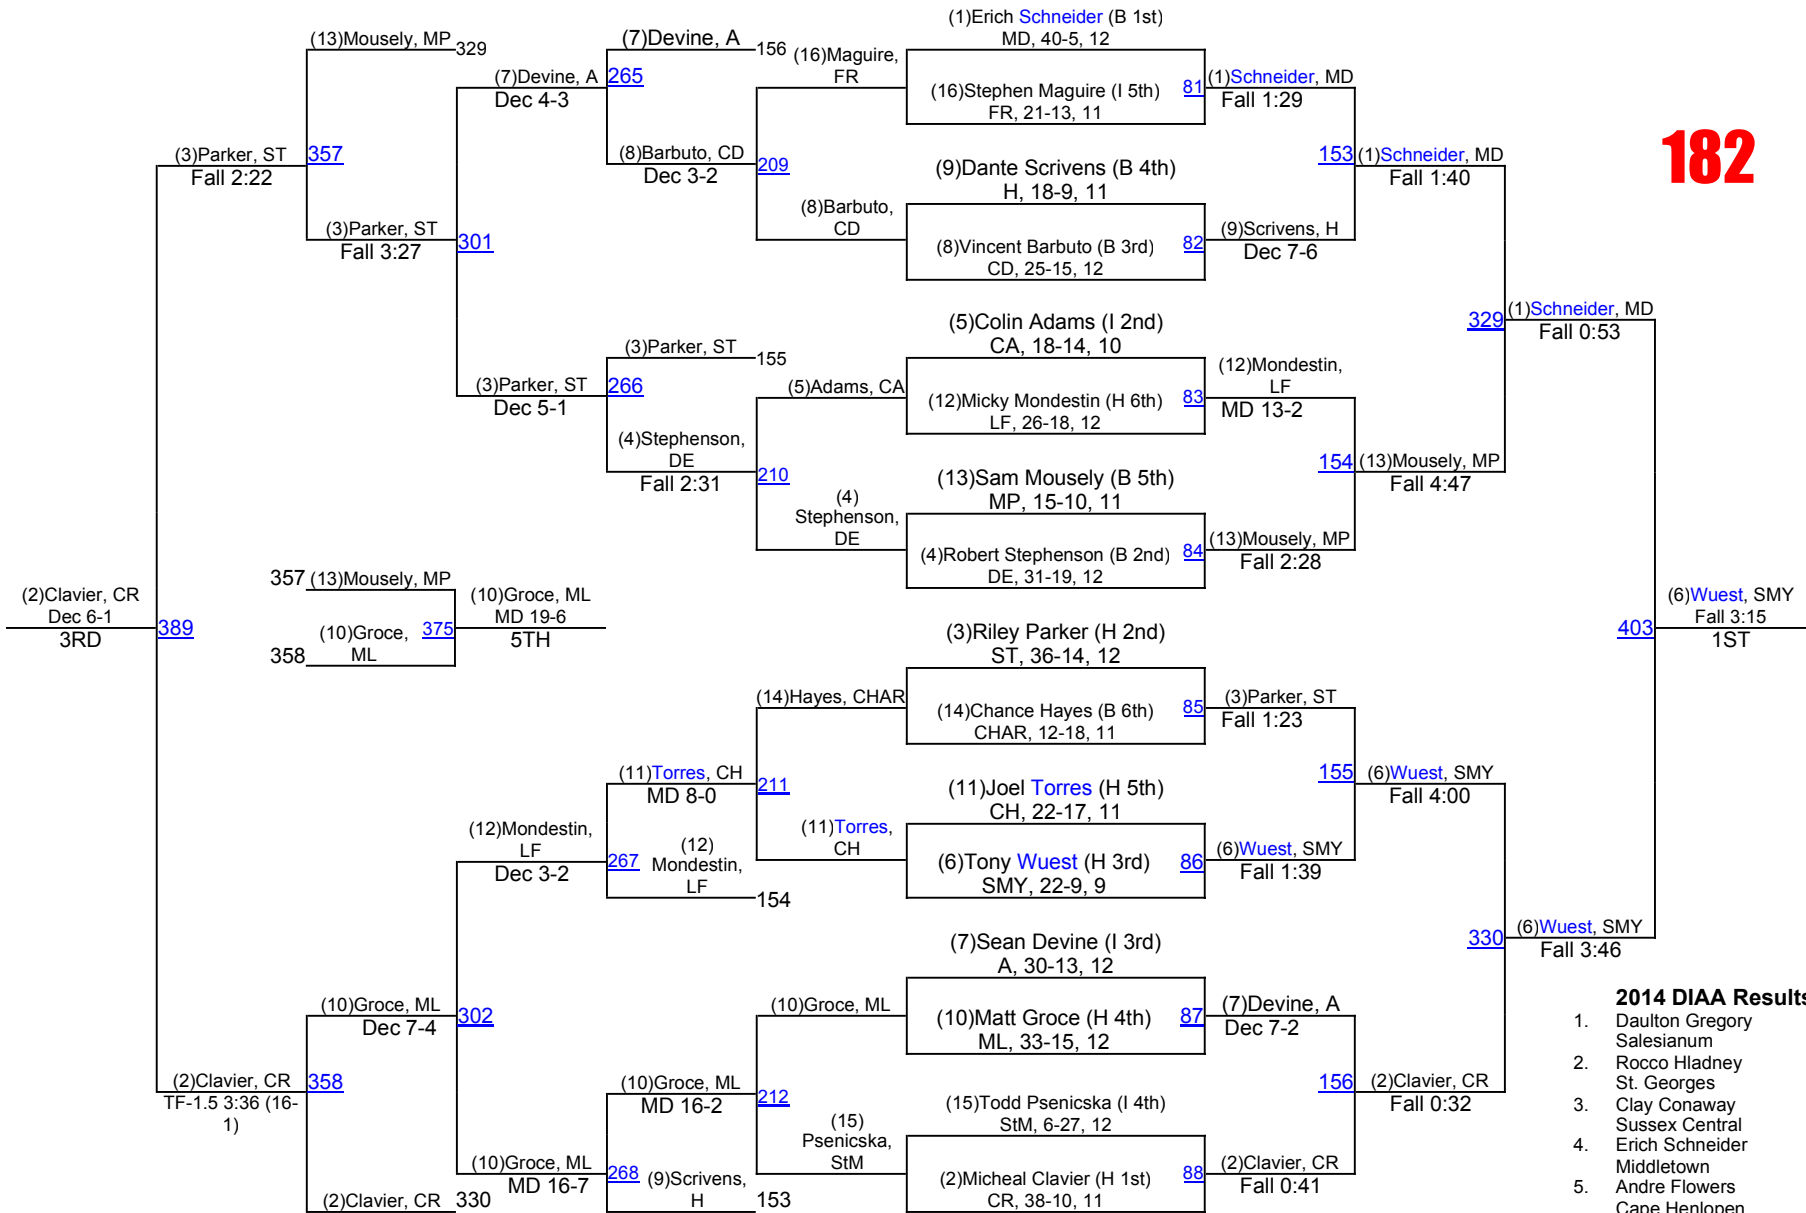 (1)Erich Schneider (B 1st)
MD, 40-5, 12
(13)Mousely, MP
329
(7)Devine, A
156
(16)Maguire,
FR
(7)Devine, A
265
Dec 4-3
(16)Stephen Maguire (I 5th)
FR, 21-13, 11
81
(1)Schneider, MD
Fall 1:29
182
(3)Parker, ST
357
Fall 2:22
(8)Barbuto, CD
209
Dec 3-2
(9)Dante Scrivens (B 4th)
H, 18-9, 11
153
(1)Schneider, MD
Fall 1:40
(3)Parker, ST
301
Fall 3:27
(8)Barbuto,
CD
(8)Vincent Barbuto (B 3rd)
CD, 25-15, 12
82
(9)Scrivens, H
Dec 7-6
(5)Colin Adams (I 2nd)
CA, 18-14, 10
329
(1)Schneider, MD
Fall 0:53
(3)Parker, ST
155
(3)Parker, ST
266
Dec 5-1
(5)Adams, CA
(12)Micky Mondestin (H 6th)
LF, 26-18, 12
83
(12)Mondestin,
LF
MD 13-2
(4)Stephenson,
DE
210
Fall 2:31
(13)Sam Mousely (B 5th)
MP, 15-10, 11
154
(13)Mousely, MP
Fall 4:47
(4)
Stephenson,
DE
(4)Robert Stephenson (B 2nd)
DE, 31-19, 12
84
(13)Mousely, MP
Fall 2:28
357
(13)Mousely, MP
(10)Groce, ML
MD 19-6
5TH
(2)Clavier, CR
Dec 6-1
3RD
389
(10)Groce,
ML
375
358
(3)Riley Parker (H 2nd)
ST, 36-14, 12
403
(6)Wuest, SMY
Fall 3:15
1ST
(14)Hayes, CHAR
(14)Chance Hayes (B 6th)
CHAR, 12-18, 11
85
(3)Parker, ST
Fall 1:23
(11)Torres, CH
211
MD 8-0
(11)Joel Torres (H 5th)
CH, 22-17, 11
155
(6)Wuest, SMY
Fall 4:00
(12)Mondestin,
LF
Dec 3-2
267
(12)
Mondestin,
LF
154
(11)Torres,
CH
(6)Tony Wuest (H 3rd)
SMY, 22-9, 9
86
(6)Wuest, SMY
Fall 1:39
(7)Sean Devine (I 3rd)
A, 30-13, 12
330
(6)Wuest, SMY
Fall 3:46
(10)Groce, ML
302
Dec 7-4
(10)Groce, ML
(10)Matt Groce (H 4th)
ML, 33-15, 12
87
(7)Devine, A
Dec 7-2
(2)Clavier, CR
358
TF-1.5 3:36 (16-
1)
(10)Groce, ML
212
MD 16-2
(15)Todd Psenicska (I 4th)
StM, 6-27, 12
156
(2)Clavier, CR
Fall 0:32
(10)Groce, ML
268
MD 16-7
(9)Scrivens,
H
153
(15)
Psenicska,
StM
(2)Micheal Clavier (H 1st)
CR, 38-10, 11
88
(2)Clavier, CR
Fall 0:41
(2)Clavier, CR
330
2014 DIAA Results
1. Daulton Gregory
Salesianum
2. Rocco Hladney
St. Georges
3. Clay Conaway
Sussex Central
4. Erich Schneider
Middletown
5. Andre Flowers
Cape Henlopen